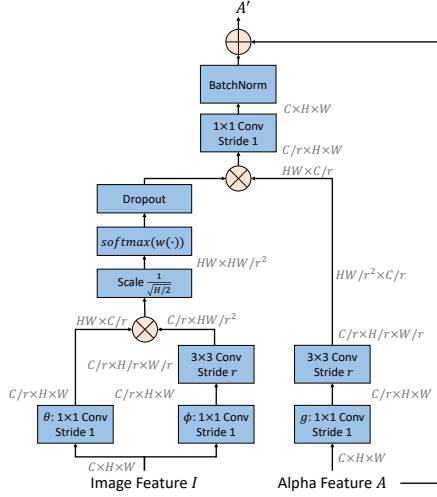 A′
BatchNorm
C×H×W
1×1 Conv
Stride 1
C/r×H×W
HW×C/r
Dropout
softmax(w(·))
HW×HW/r²
Scale 1/√H/2
HW/r²×C/r
HW×C/r
C/r×HW/r²
C/r×H/r×W/r
3×3 Conv
Stride r
C/r×H/r×W/r
3×3 Conv
Stride r
C/r×H×W
C/r×H×W
C/r×H×W
θ: 1×1 Conv
Stride 1
ϕ: 1×1 Conv
Stride 1
g: 1×1 Conv
Stride 1
C×H×W
C×H×W
Image Feature I
Alpha Feature A